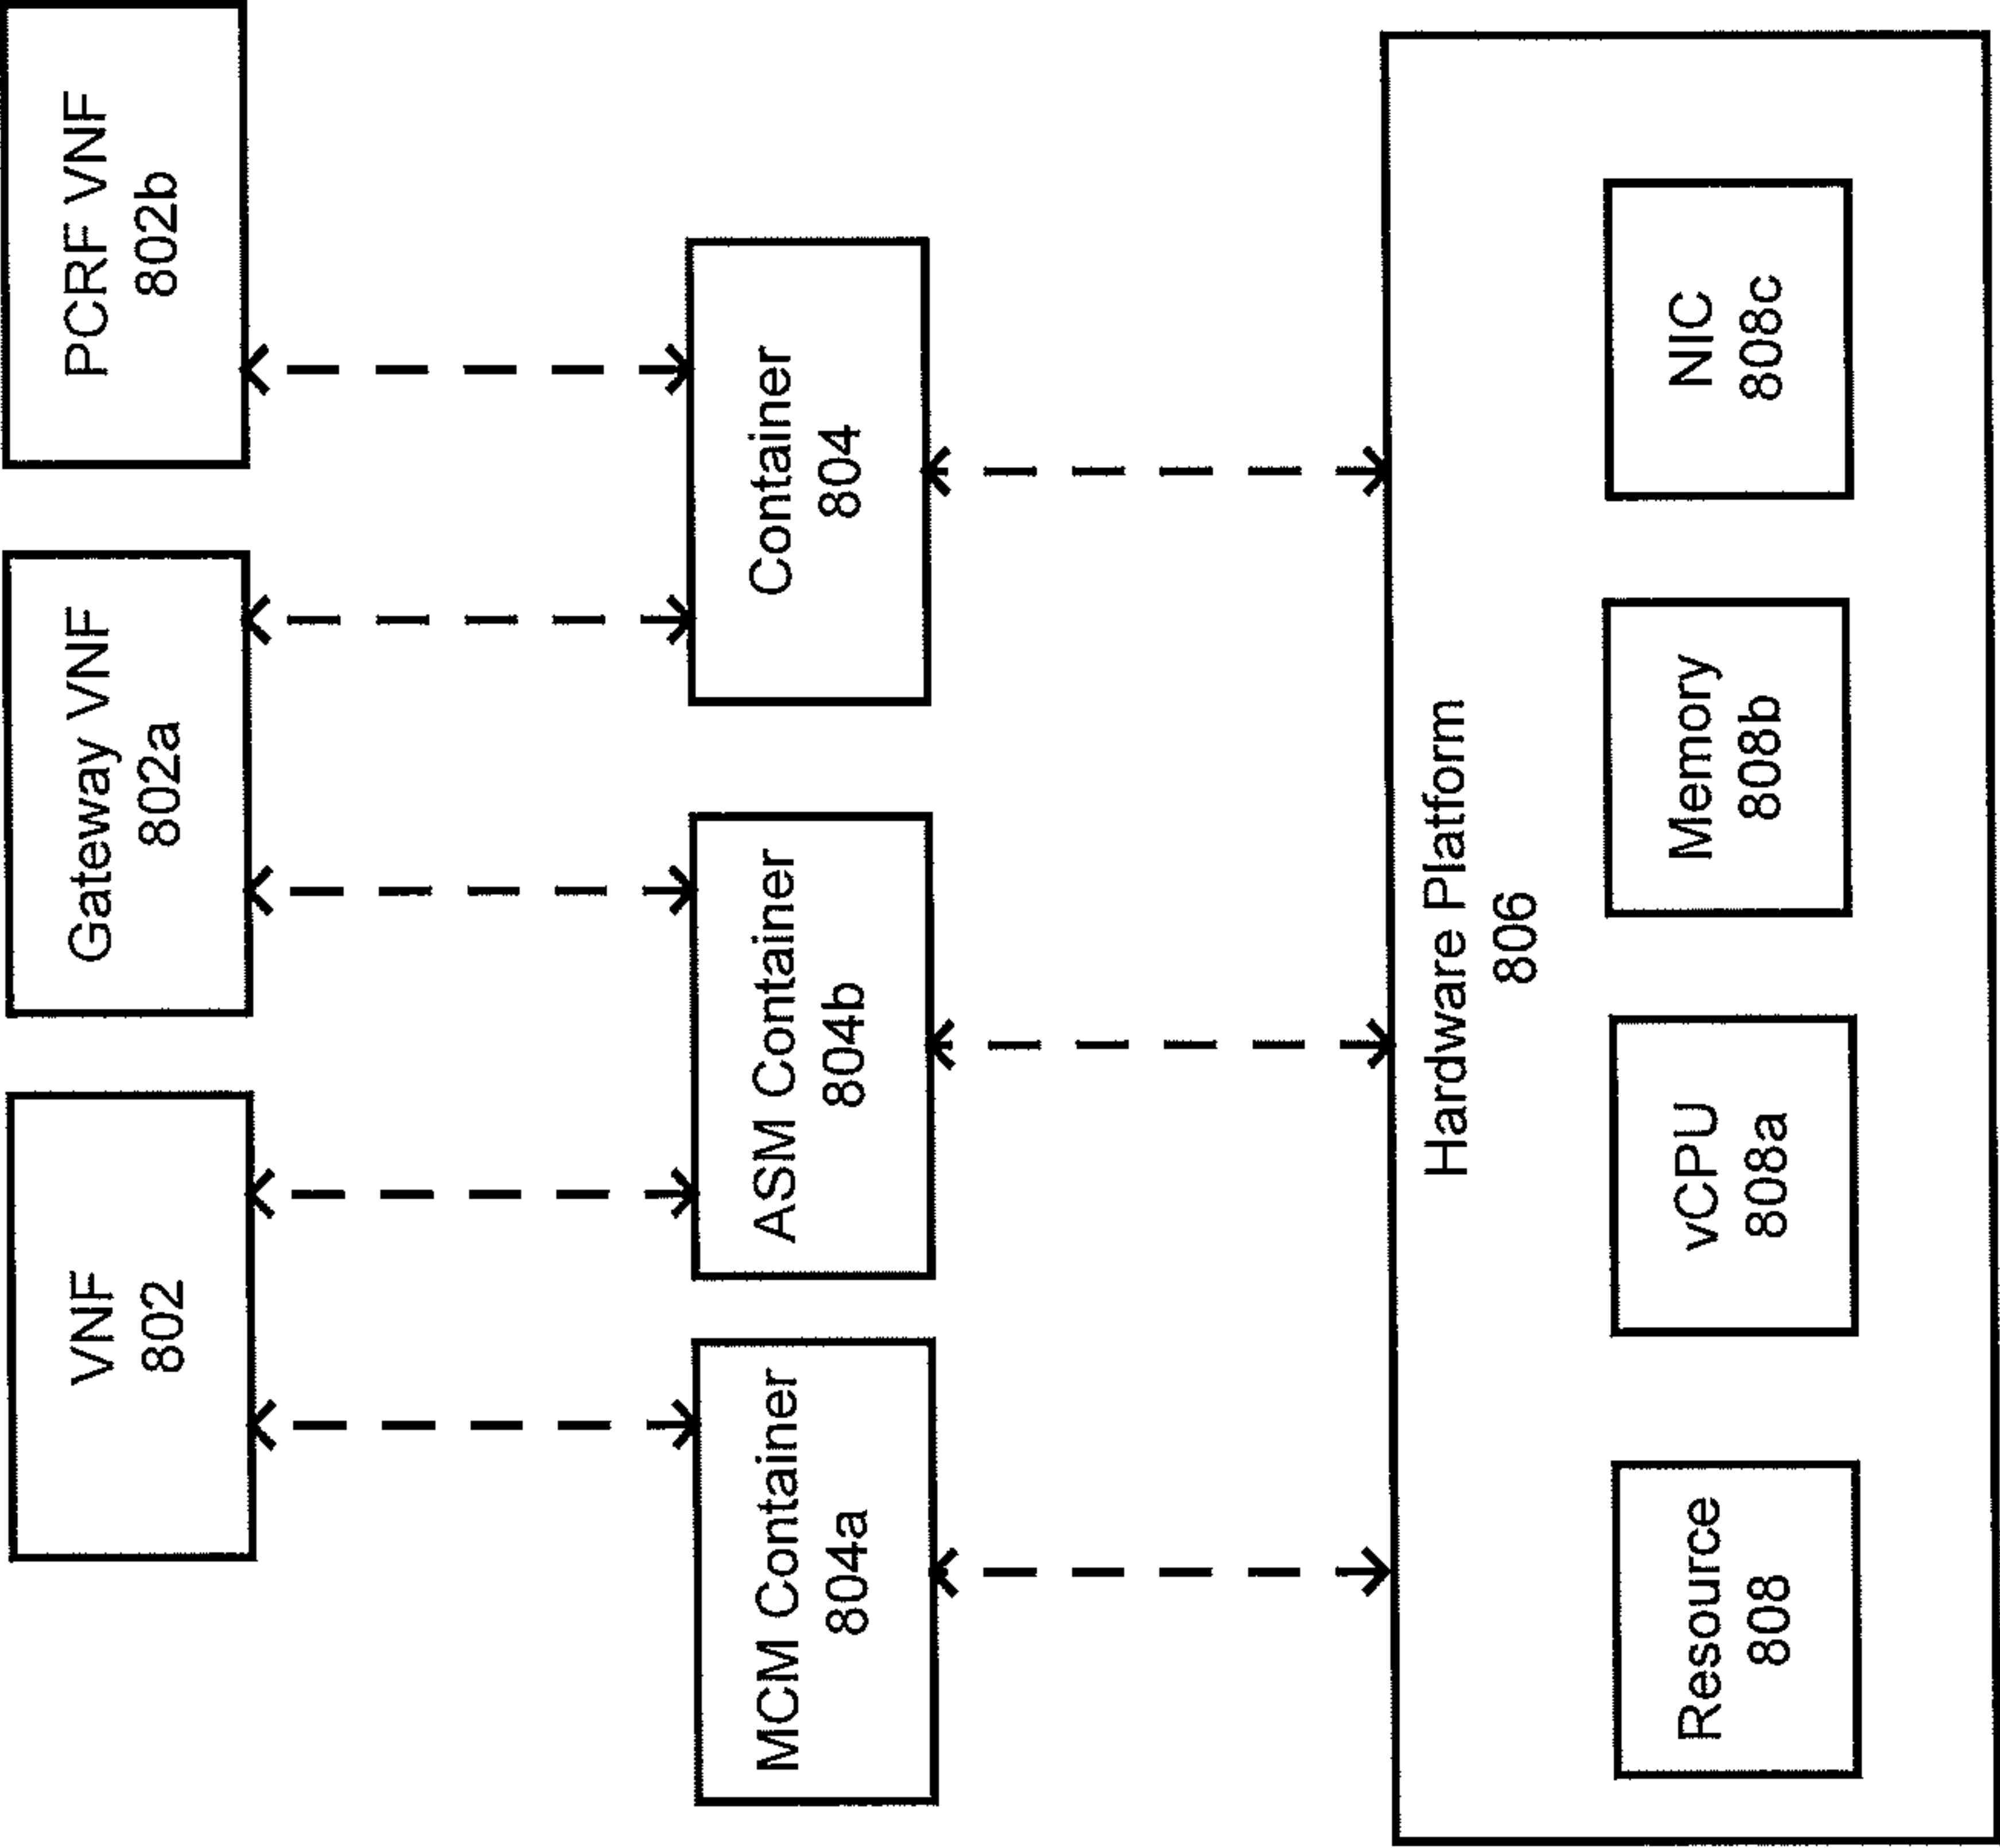 VNF
802
Gateway VNF
802a
PCRF VNF
802b
MCM Container
804a
ASM Container
804b
Container
804
Hardware Platform
806
Resource
808
vCPU
808a
Memory
808b
NIC
808c